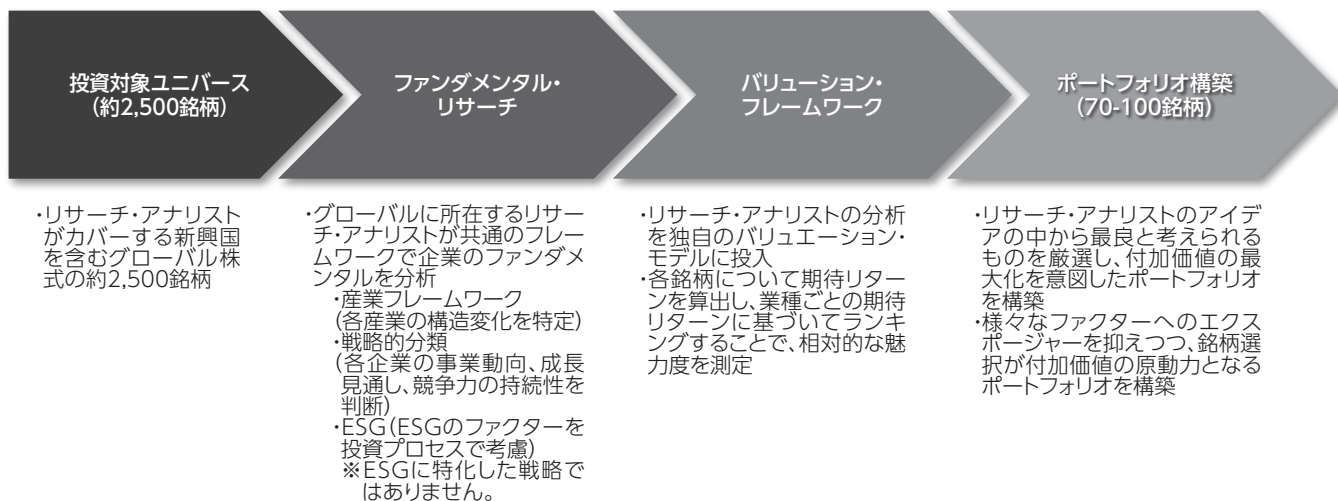 投資対象ユニバース
(約2,500銘柄)
ファンダメンタル・
リサーチ
バリューション・
フレームワーク
ポートフォリオ構築
(70-100銘柄)
・リサーチ・アナリスト
がカバーする新興国
を含むグローバル株
式の約2,500銘柄
・グローバルに所在するリサー
チ・アナリストが共通のフレー
ムワークで企業のファンダメ
ンタルを分析
・産業フレームワーク
(各産業の構造変化を特定)
・戦略的分類
(各企業の事業動向、成長
見通し、競争力の持続性を
判断)
・ESG(ESGのファクターを
投資プロセスで考慮)
※ESGに特化した戦略で
はありません。
・リサーチ・アナリストの分析
を独自のバリュエーション・
モデルに投入
・各銘柄について期待リター
ンを算出し、業種ごとの期待
リターンに基づいてランキ
ングすることで、相対的な魅
力度を測定
・リサーチ・アナリストのアイデ
アの中から最良と考えられる
ものを厳選し、付加価値の最
大化を意図したポートフォリオ
を構築
・様々なファクターへのエクス
ポージャーを抑えつつ、銘柄選
択が付加価値の原動力となる
ポートフォリオを構築